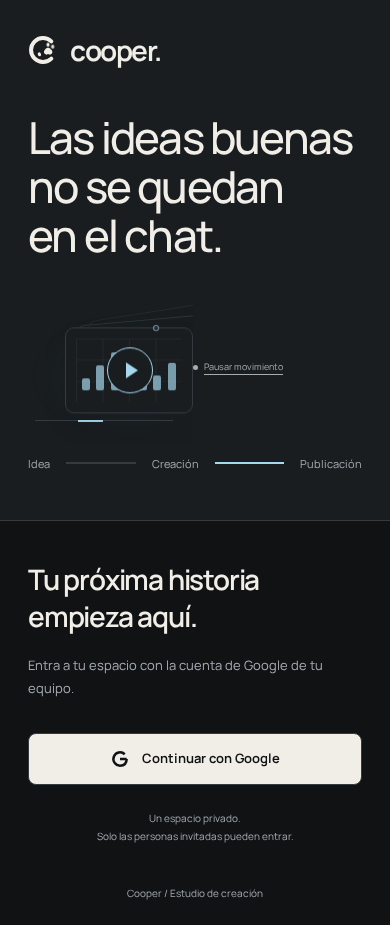 cooper.
Las ideas buenas
no se quedan
en el chat.
Pausar movimiento
Idea
Creación
Publicación
Tu próxima historia
empieza aquí.
Entra a tu espacio con la cuenta de Google de tu
equipo.
Continuar con Google
Un espacio privado.
Solo las personas invitadas pueden entrar.
Cooper / Estudio de creación